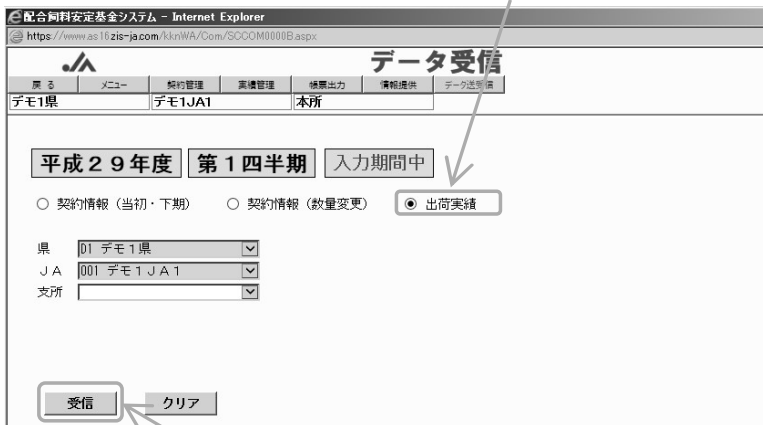 配合飼料安定基金システム - Internet Explorer
https://www.as16zis-ja.com/kknWA/Com/SCCOM0000B.aspx
JA データ受信
戻る メニュー 契約管理 実績管理 帳票出力 情報提供 データ送受信
デモ1県 デモ1JA1 本所
平成29年度 第1四半期 入力期間中
契約情報（当初・下期） 契約情報（数量変更） 出荷実績
県 01 デモ1県
ＪＡ 001 デモ1ＪＡ1
支所
受信 クリア